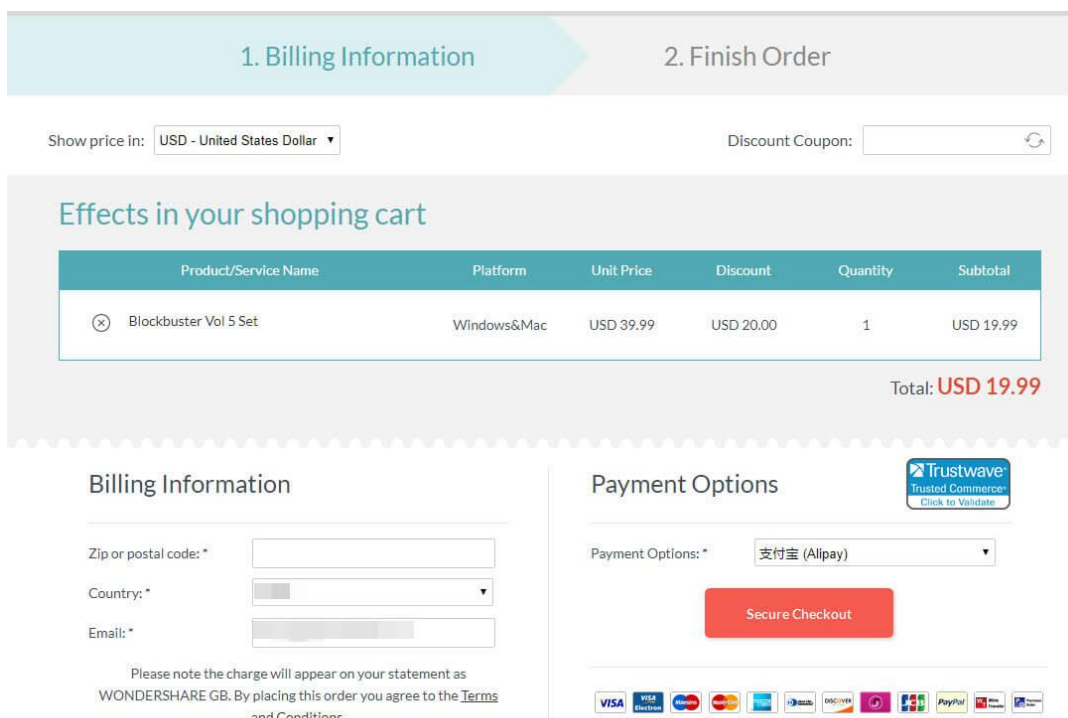 1. Billing Information
2. Finish Order
Show price in: USD - United States Dollar
Discount Coupon:
Effects in your shopping cart
Product/Service Name Platform Unit Price Discount Quantity Subtotal
Blockbuster Vol 5 Set Windows&Mac USD 39.99 USD 20.00 1 USD 19.99
Total: USD 19.99
Billing Information
Zip or postal code: *
Country: *
Email: *
Please note the charge will appear on your statement as
WONDERSHARE GB. By placing this order you agree to the Terms
and Conditions
Payment Options
Trustwave
Trusted Commerce
Click to Validate
Payment Options: * 支付宝 (Alipay)
Secure Checkout
VISA VISA Electron Maestro MasterCard DISCOVER JCB PayPal